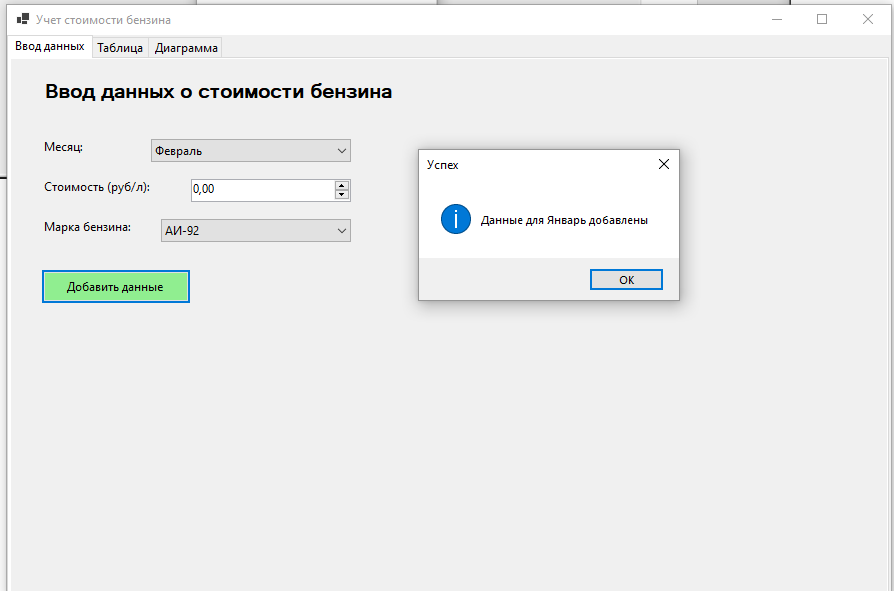 Учет стоимости бензина
Ввод данных Таблица Диаграмма
Ввод данных о стоимости бензина
Месяц: Февраль
Стоимость (руб/л): 0,00
Марка бензина: АИ-92
Добавить данные
Успех
Данные для Январь добавлены
ОК